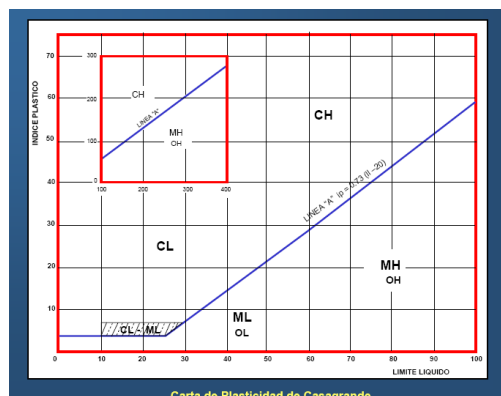 INDICE PLASTICO
70
60
50
40
30
20
10
300
200
100
0
100
200
300
400
CH
LINEA "A"
MH
OH
CH
LINEA "A" ip = 0.73 (ll -20)
CL
MH
OH
CL - ML
ML
OL
0
10
20
30
40
50
60
70
80
90
100
LIMITE LIQUIDO
Carta de Plasticidad de Casagrande